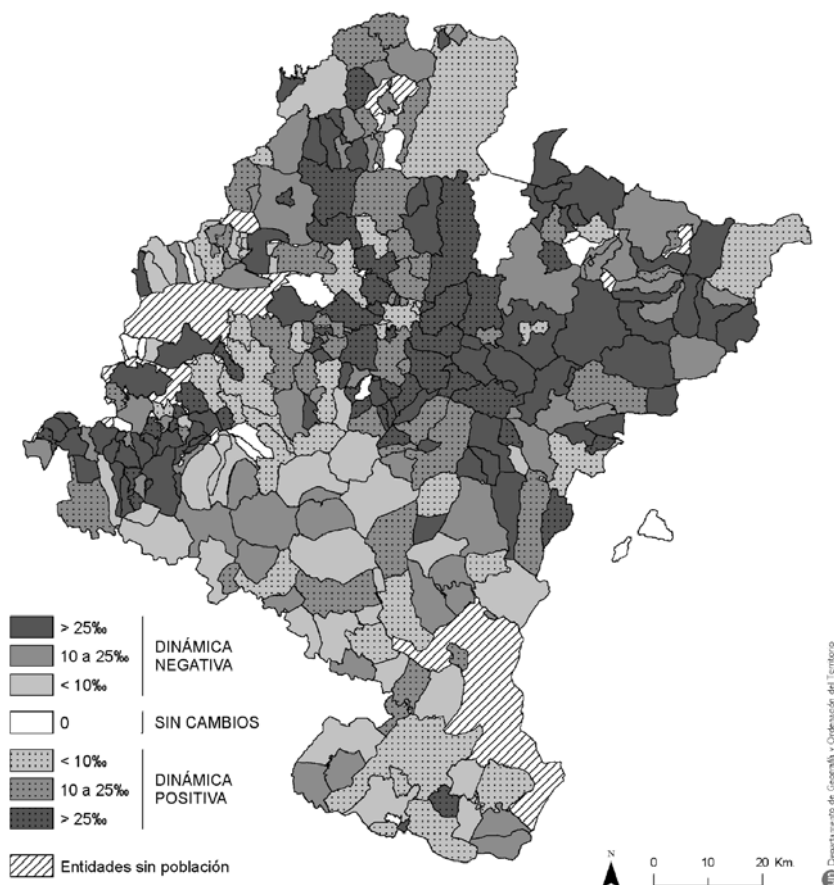 > 25‰
10 a 25‰
< 10‰
DINÁMICA
NEGATIVA
0
SIN CAMBIOS
< 10‰
10 a 25‰
> 25‰
DINÁMICA
POSITIVA
Entidades sin población
N
0 10 20 Km.
Departamento de Geografía y Ordenación del Territorio